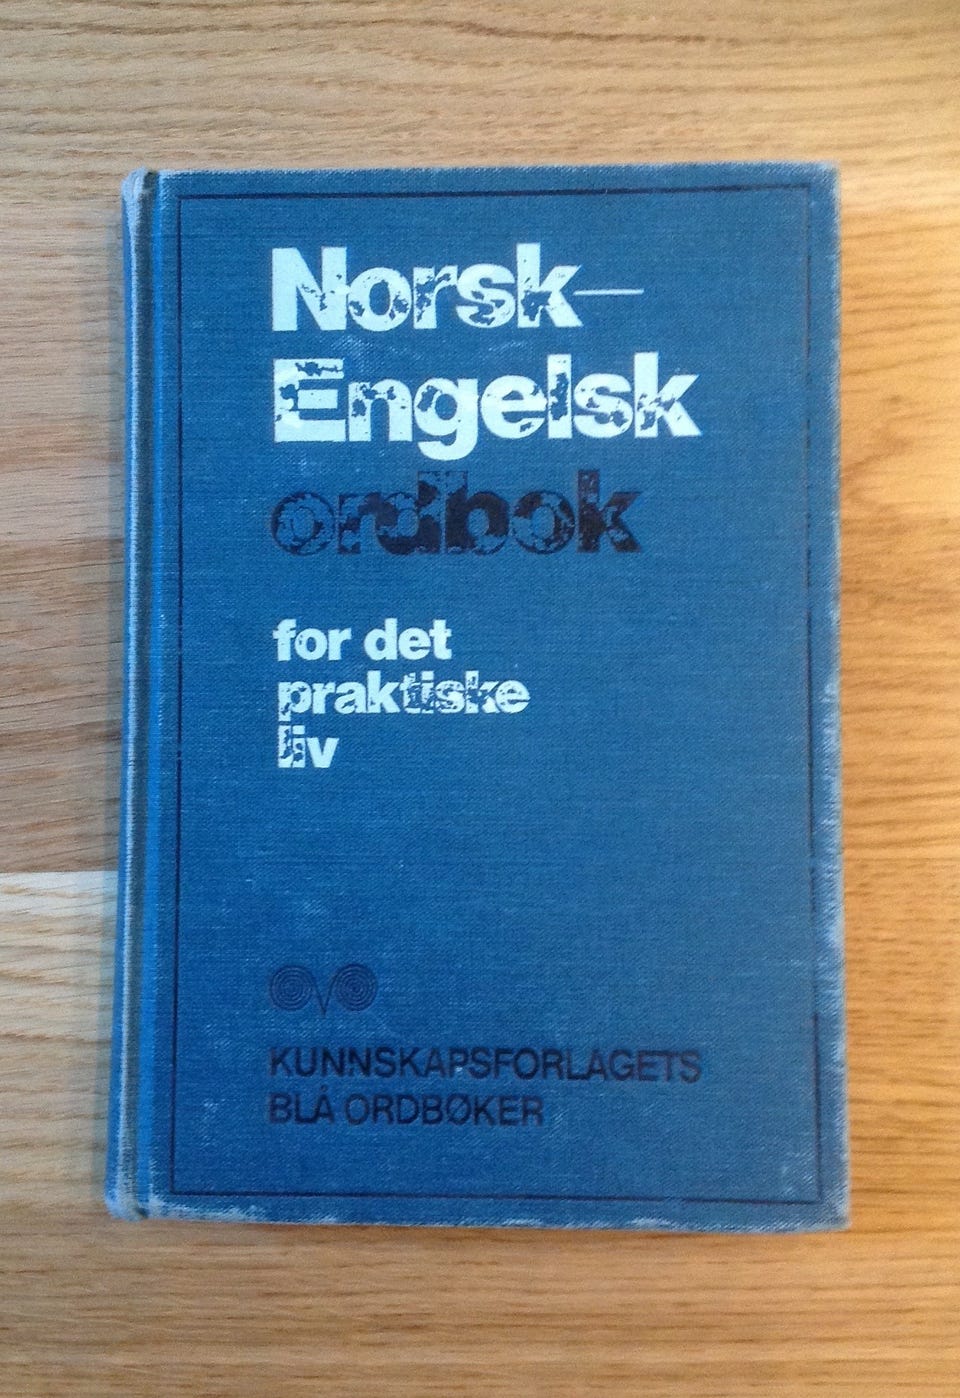 Norsk–
Engelsk
ordbok
for det
praktiske
liv
KUNNSKAPSFORLAGETS
BLÅ ORDBØKER